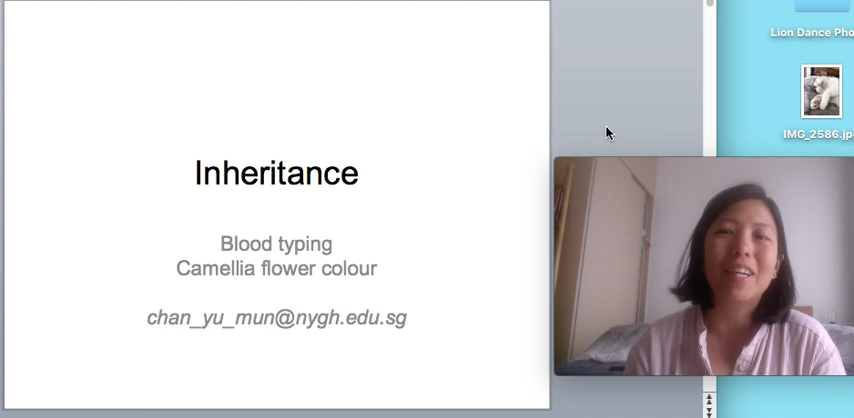 Lion Dance Pho
Inheritance
IMG_2586.jp
Blood typing
Camellia flower colour
chan_yu_mun@nygh.edu.sg